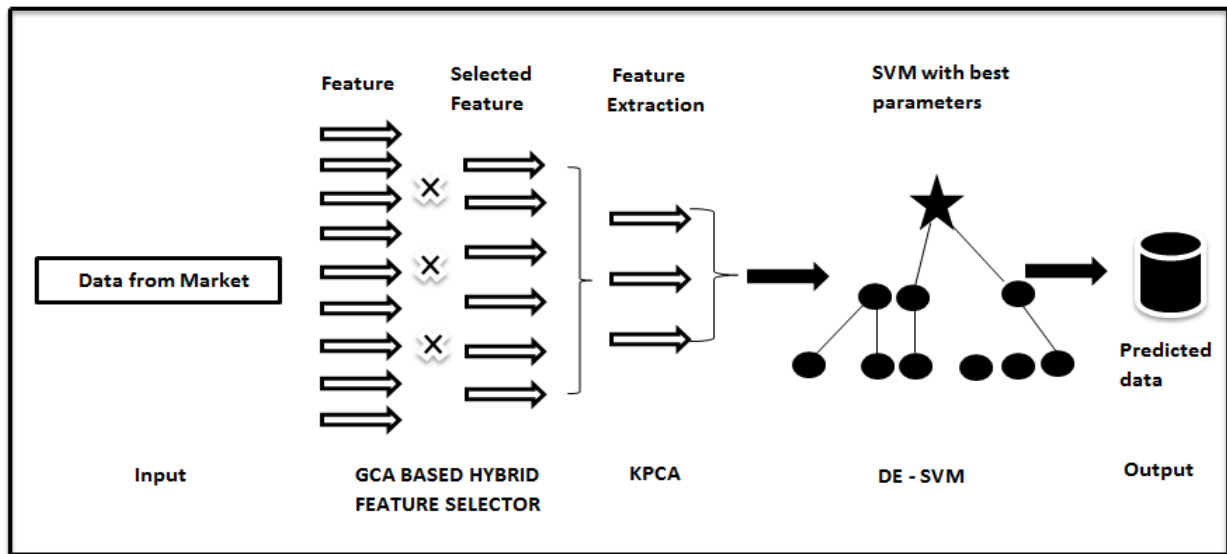 Feature
Selected
Feature
Feature
Extraction
SVM with best
parameters
Data from Market
Predicted
data
Input
GCA BASED HYBRID
FEATURE SELECTOR
KPCA
DE - SVM
Output